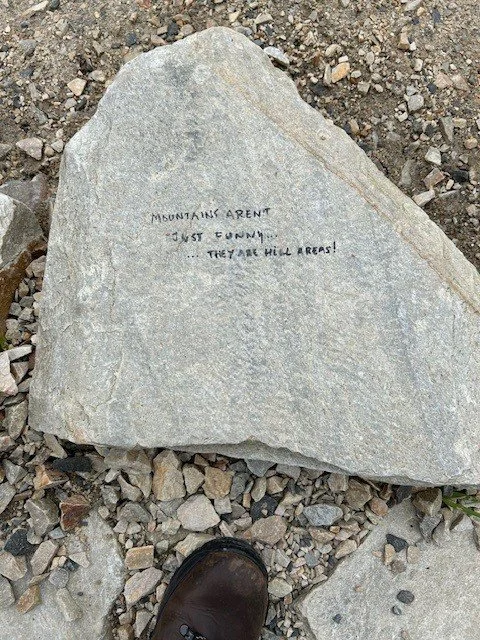 MOUNTAINS ARENT
JUST FUNNY...
... THEY ARE HILL AREAS!